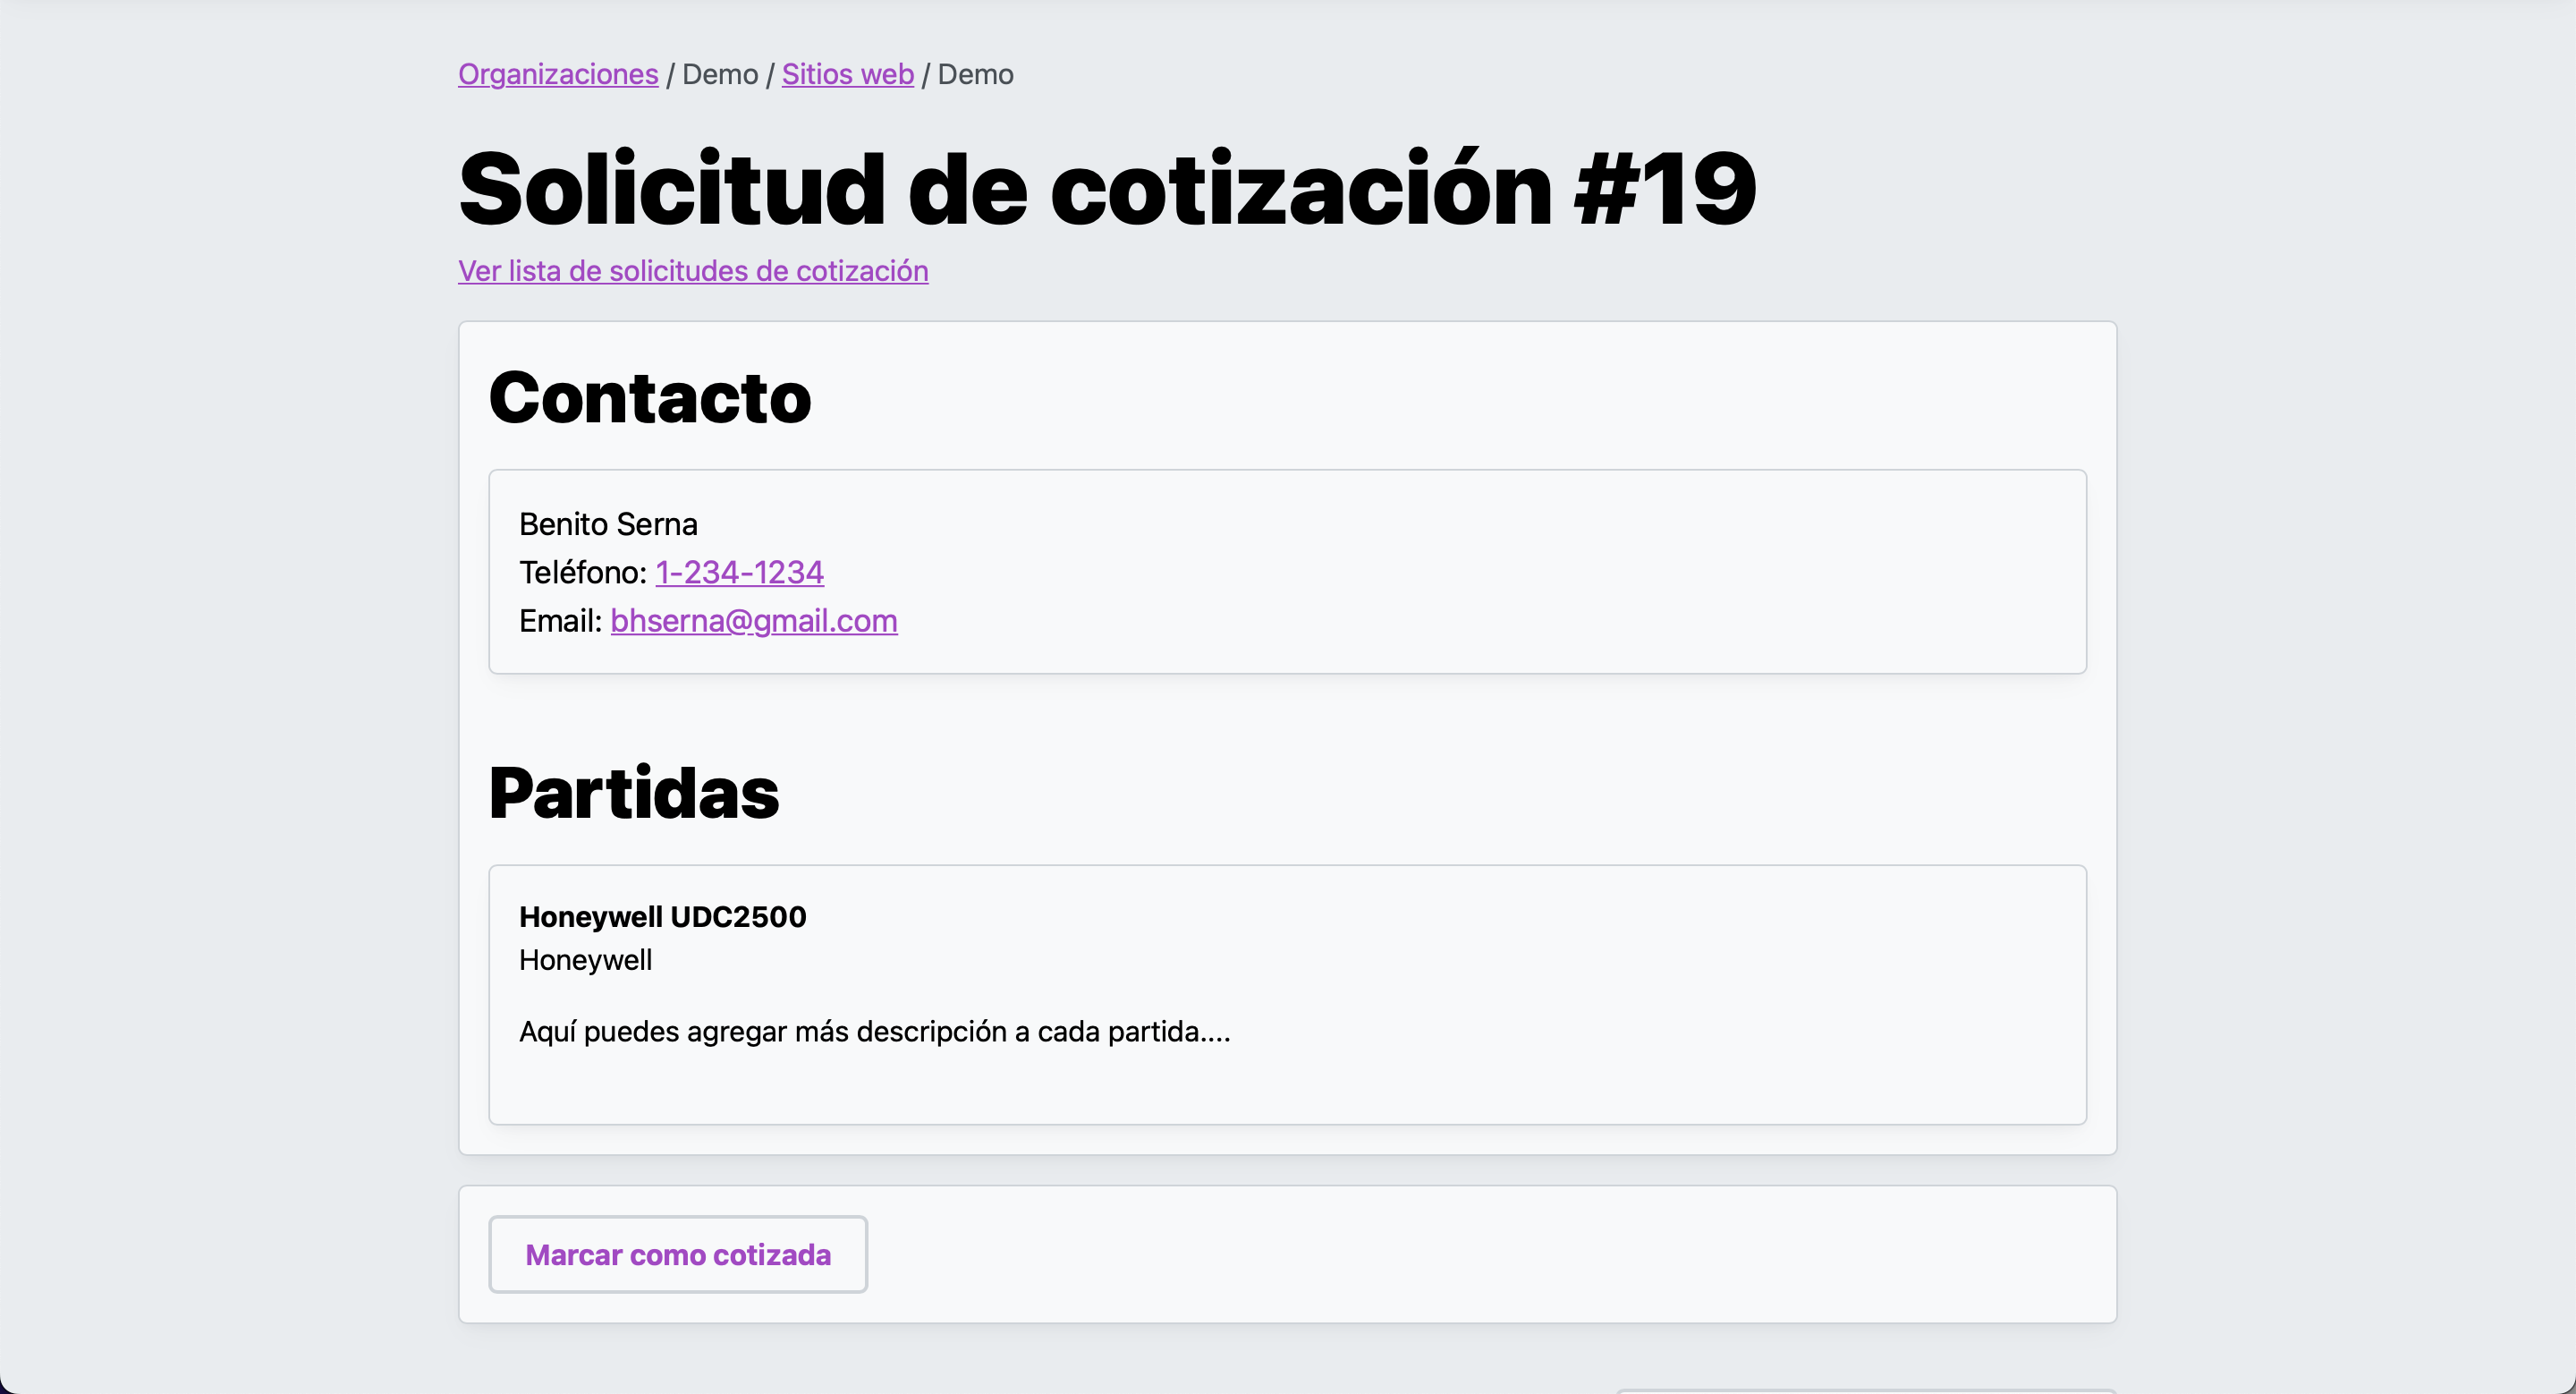 Organizaciones / Demo / Sitios web / Demo
Solicitud de cotización #19
Ver lista de solicitudes de cotización
Contacto
Benito Serna
Teléfono: 1-234-1234
Email: bhserna@gmail.com
Partidas
Honeywell UDC2500
Honeywell
Aquí puedes agregar más descripción a cada partida....
Marcar como cotizada